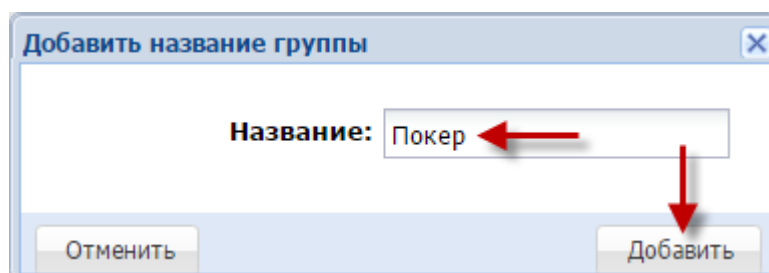 Добавить название группы
Название: Покер
Отменить Добавить